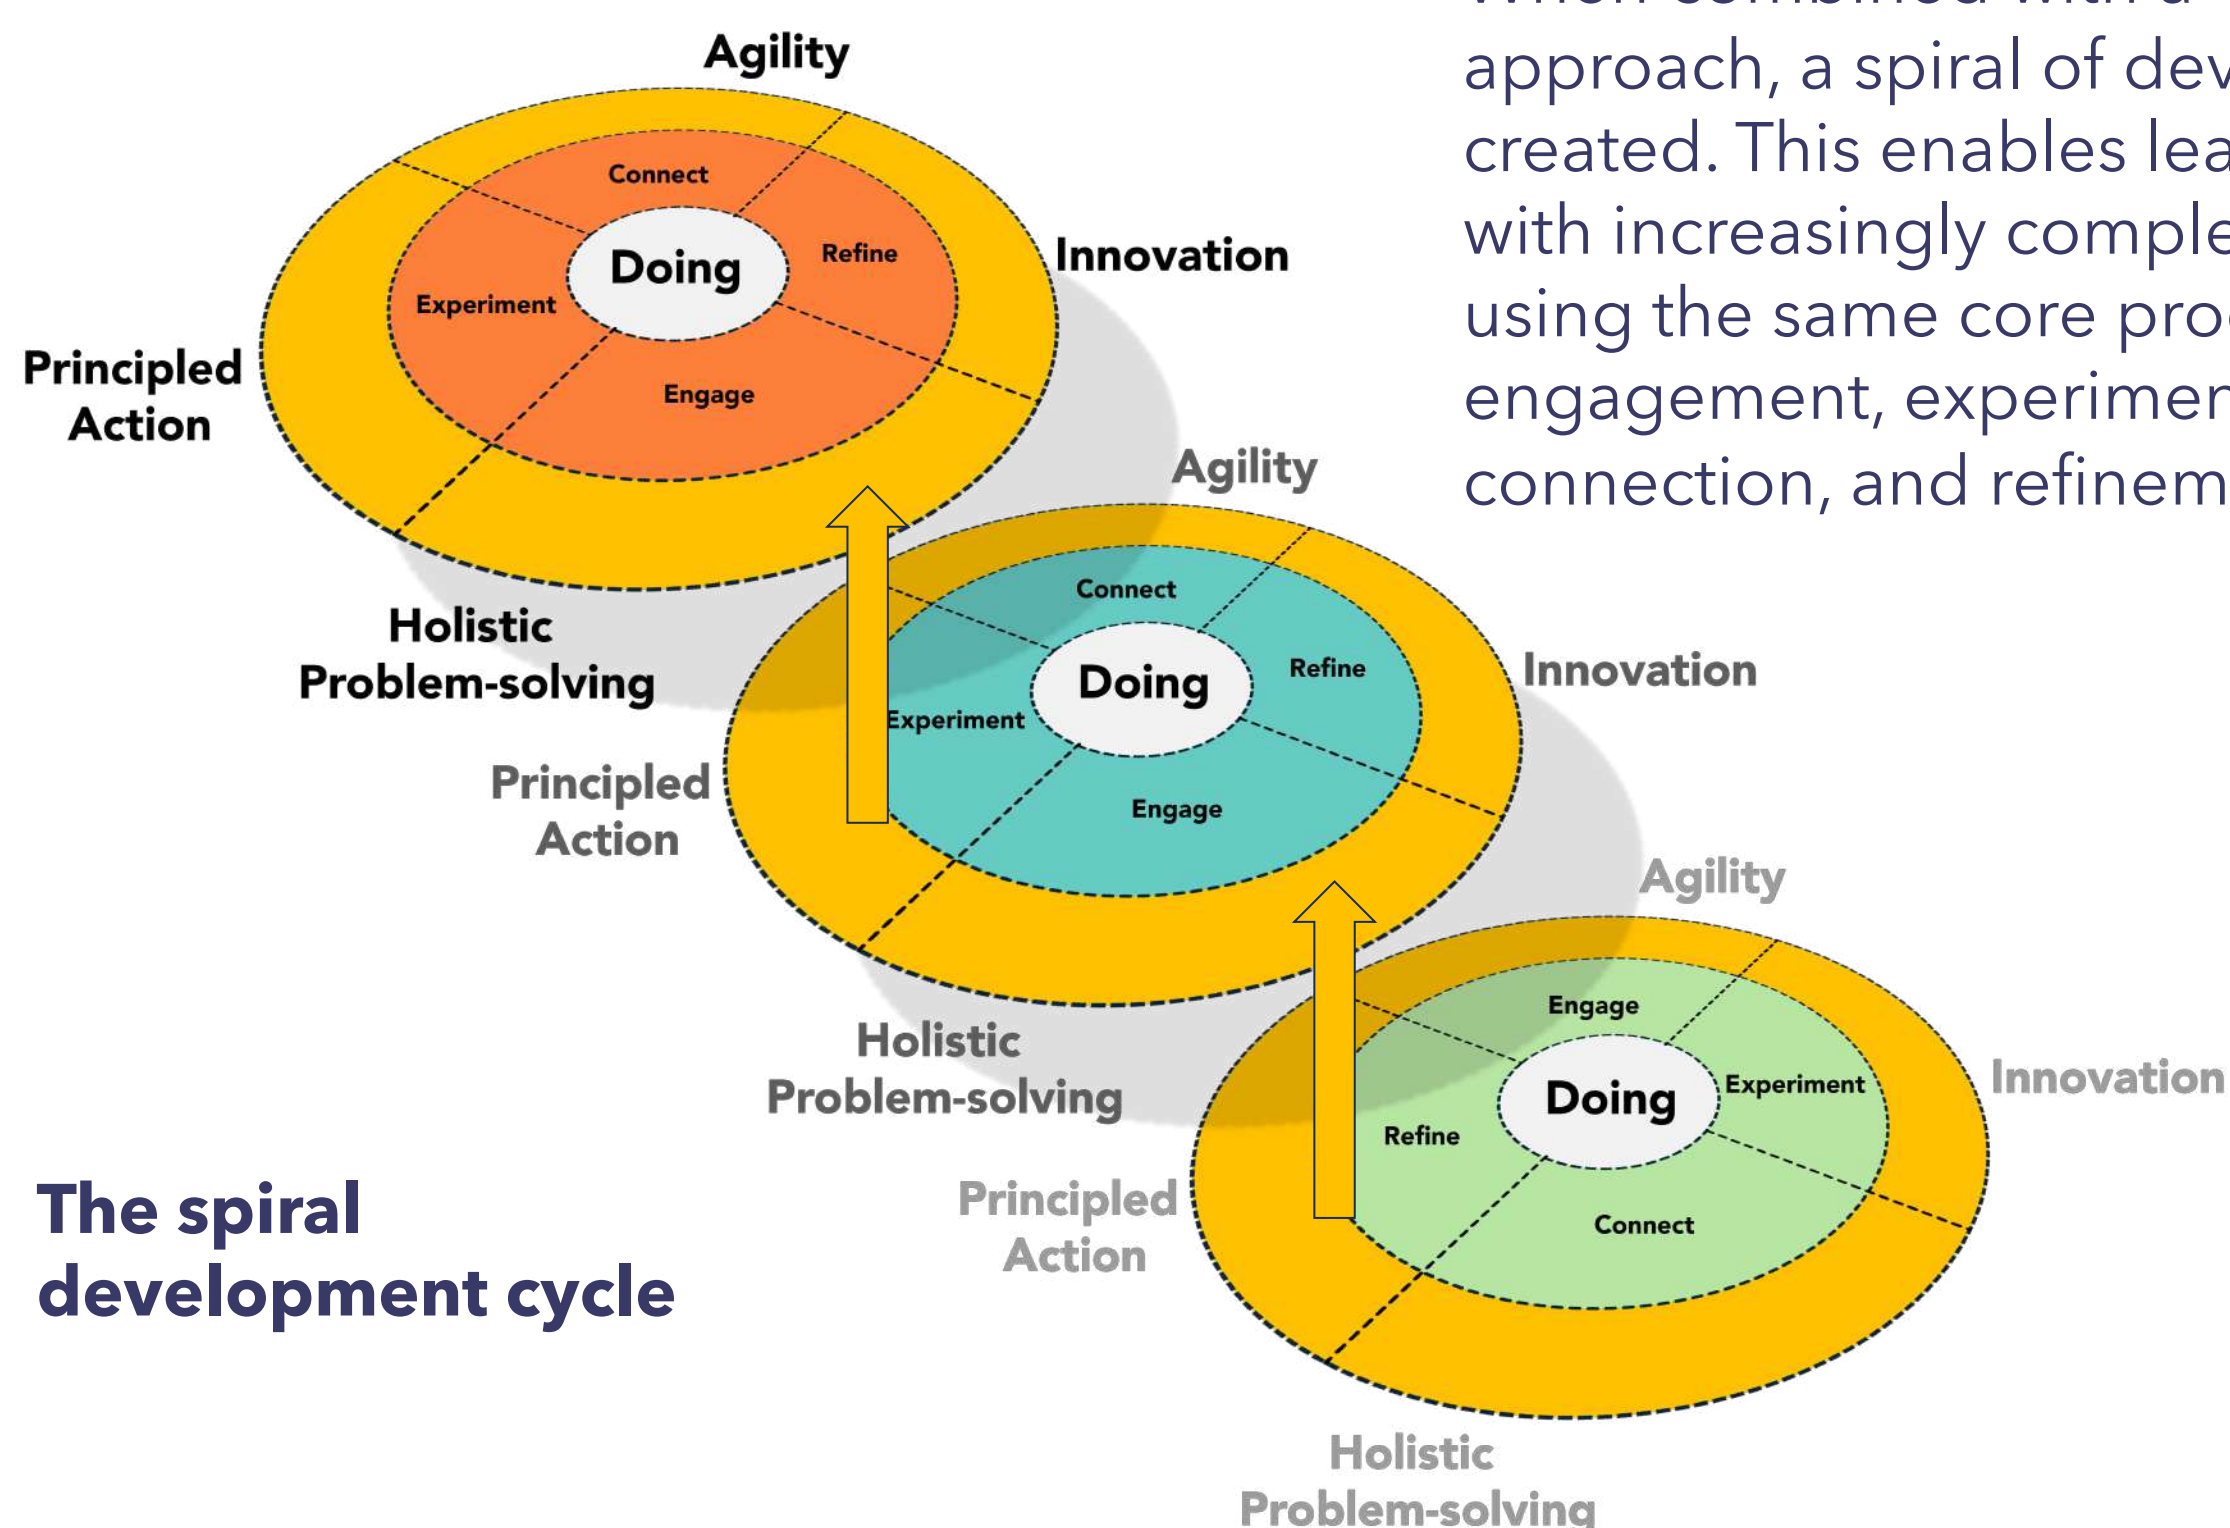 When combined with a
approach, a spiral of dev
created. This enables lea
with increasingly comple
using the same core pro
engagement, experimen
connection, and refinem
Agility
Connect
Doing
Refine
Innovation
Experiment
Principled
Action
Engage
Holistic
Problem-solving
Agility
Connect
Doing
Refine
Innovation
Experiment
Principled
Action
Engage
Holistic
Problem-solving
Agility
Engage
Doing
Experiment
Innovation
Refine
Principled
Action
Connect
Holistic
Problem-solving
The spiral
development cycle